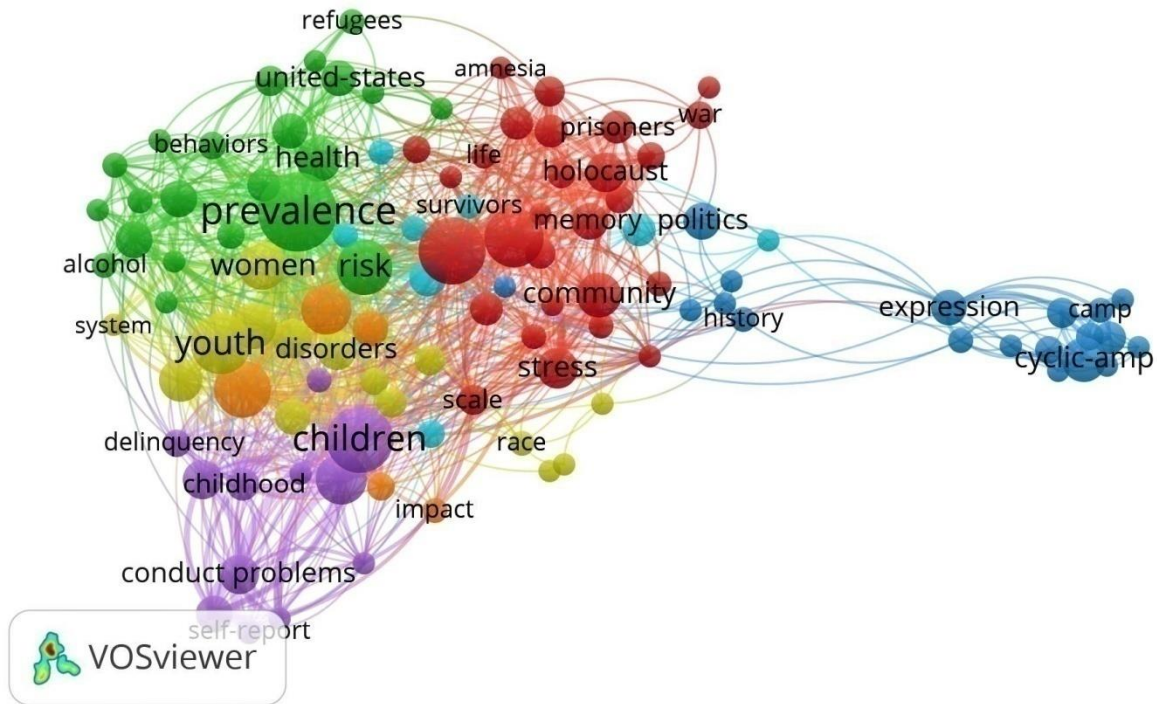 refugees
united-states
amnesia
war
prisoners
behaviors
health
life
holocaust
prevalence
survivors
memory
politics
alcohol
women
risk
community
expression
camp
system
history
youth
disorders
cyclic-amp
stress
scale
delinquency
children
race
childhood
impact
conduct problems
self-report
VOSviewer